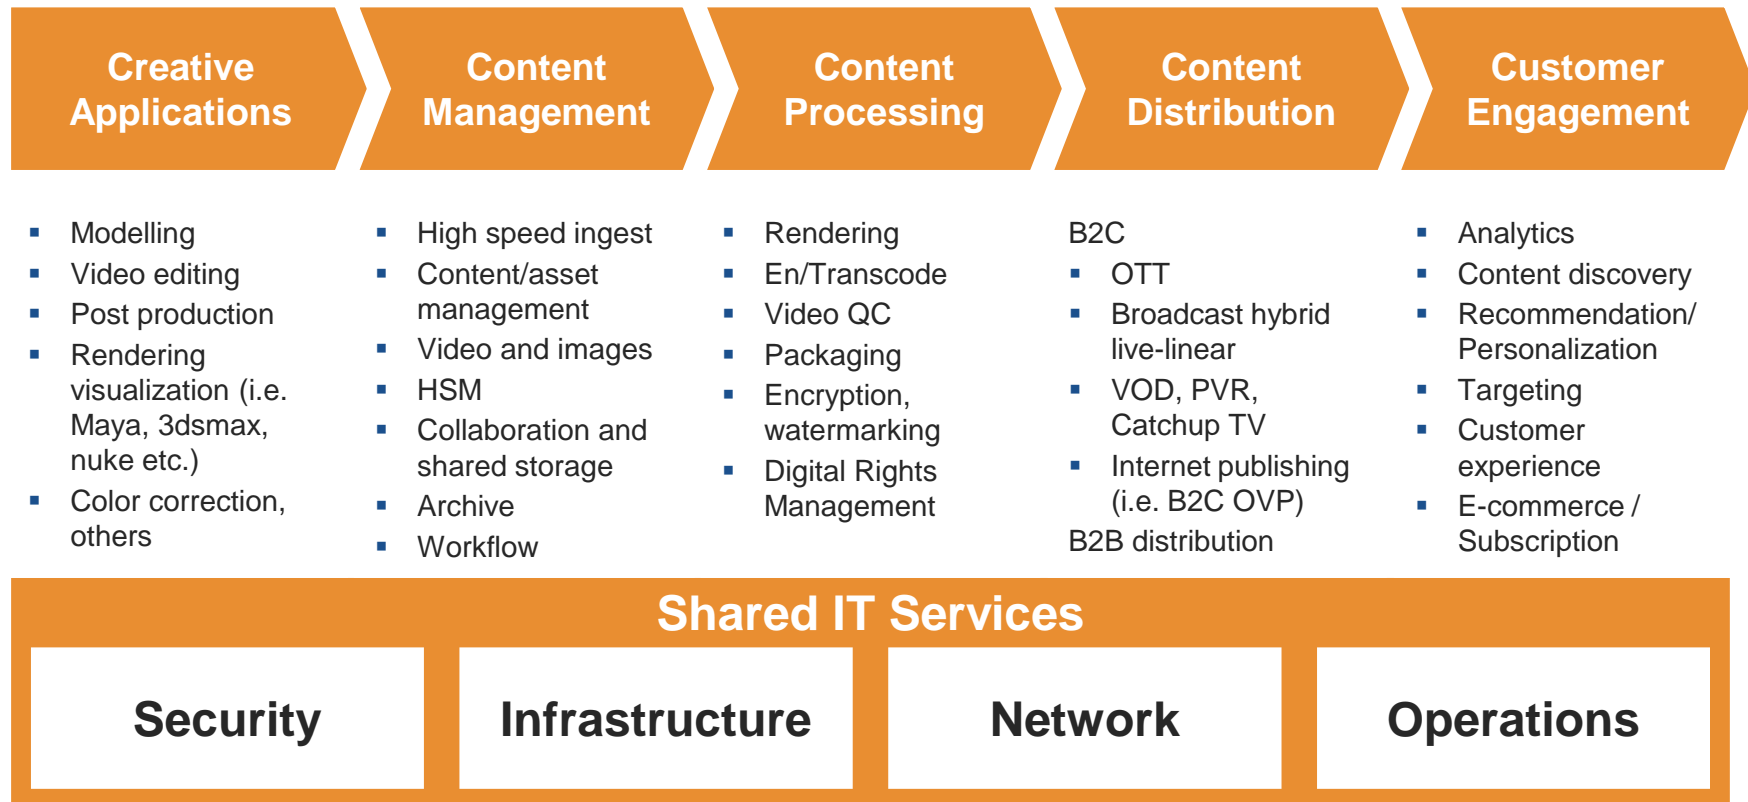 Creative
Applications
Content
Management
Content
Processing
Content
Distribution
Customer
Engagement
Modelling
Video editing
Post production
Rendering
visualization (i.e.
Maya, 3dsmax,
nuke etc.)
Color correction,
others
High speed ingest
Content/asset
management
Video and images
HSM
Collaboration and
shared storage
Archive
Workflow
Rendering
En/Transcode
Video QC
Packaging
Encryption,
watermarking
Digital Rights
Management
B2C
OTT
Broadcast hybrid
live-linear
VOD, PVR,
Catchup TV
Internet publishing
(i.e. B2C OVP)
B2B distribution
Analytics
Content discovery
Recommendation/
Personalization
Targeting
Customer
experience
E-commerce /
Subscription
Shared IT Services
Security
Infrastructure
Network
Operations